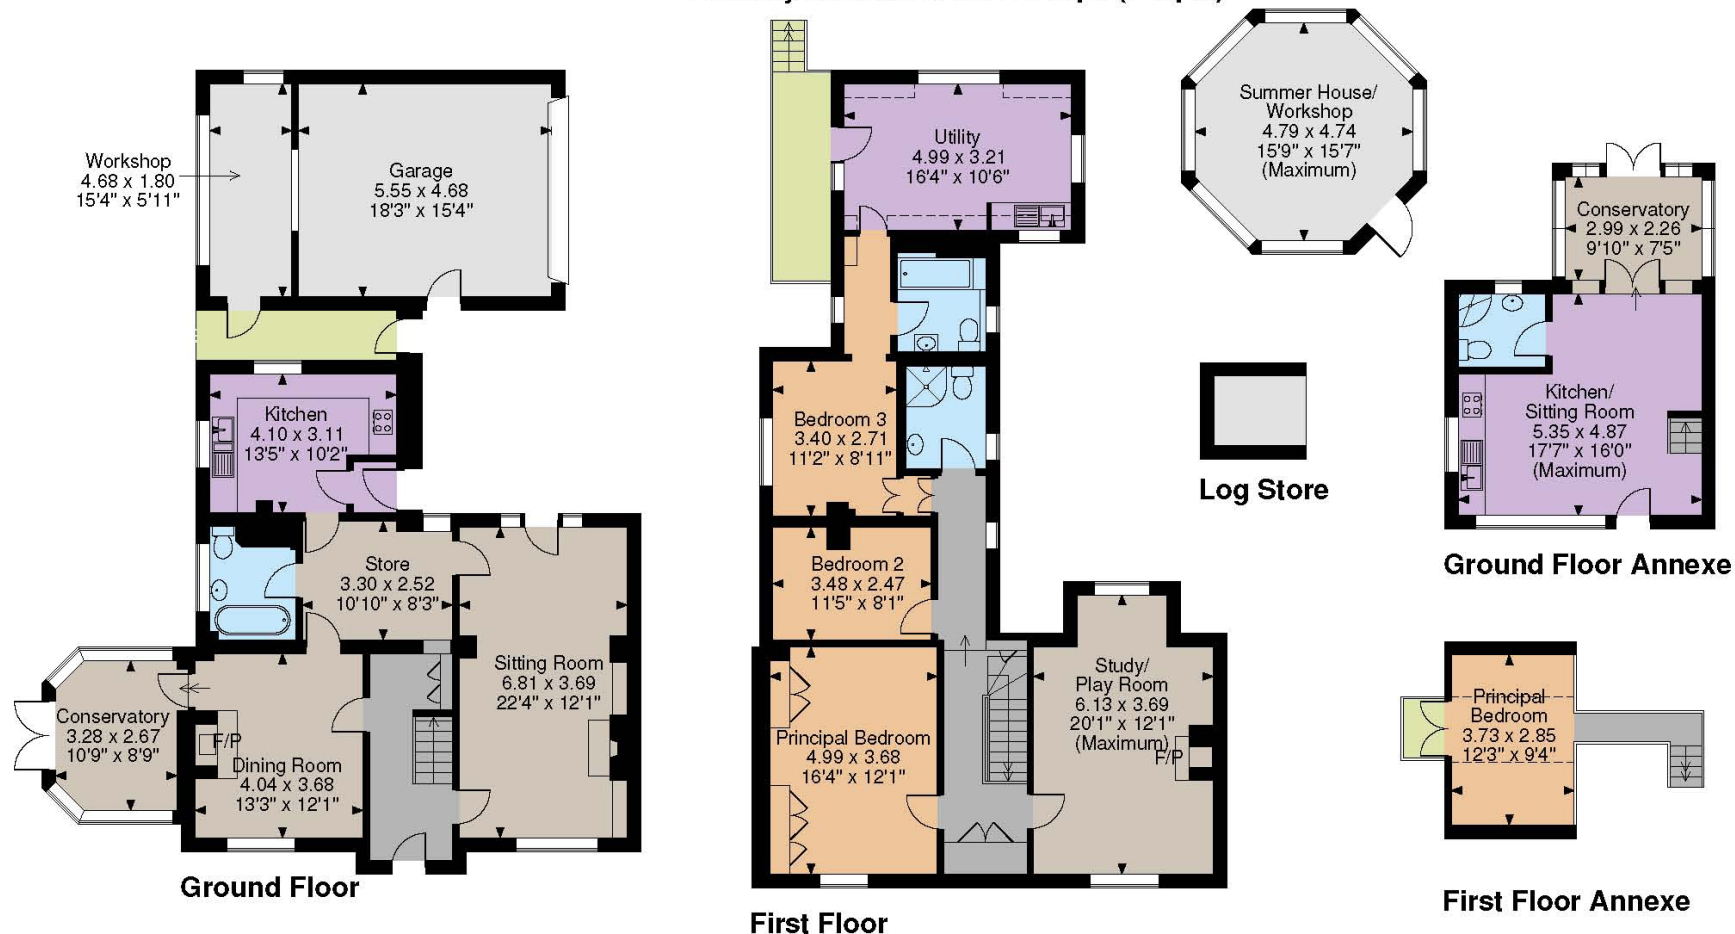 Workshop
4.68 x 1.80
15'4" x 5'11"
Garage
5.55 x 4.68
18'3" x 15'4"
Kitchen
4.10 x 3.11
13'5" x 10'2"
Store
3.30 x 2.52
10'10" x 8'3"
Sitting Room
6.81 x 3.69
22'4" x 12'1"
Conservatory
3.28 x 2.67
10'9" x 8'9"
F/P
Dining Room
4.04 x 3.68
13'3" x 12'1"
Ground Floor
Utility
4.99 x 3.21
16'4" x 10'6"
Bedroom 3
3.40 x 2.71
11'2" x 8'11"
Bedroom 2
3.48 x 2.47
11'5" x 8'1"
Principal Bedroom
4.99 x 3.68
16'4" x 12'1"
Study/
Play Room
6.13 x 3.69
20'1" x 12'1"
(Maximum)
F/P
First Floor
Summer House/
Workshop
4.79 x 4.74
15'9" x 15'7"
(Maximum)
Log Store
Conservatory
2.99 x 2.26
9'10" x 7'5"
Kitchen/
Sitting Room
5.35 x 4.87
17'7" x 16'0"
(Maximum)
Ground Floor Annexe
Principal
Bedroom
3.73 x 2.85
12'3" x 9'4"
First Floor Annexe